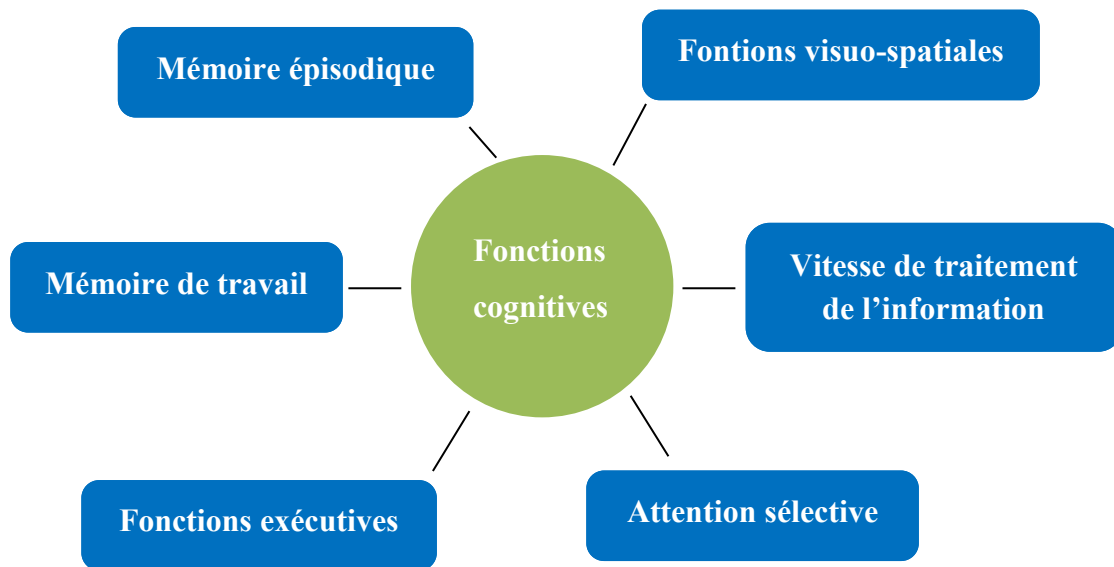 Mémoire épisodique
Fontions visuo-spatiales
Fonctions
cognitives
Mémoire de travail
Vitesse de traitement
de l’information
Fonctions exécutives
Attention sélective